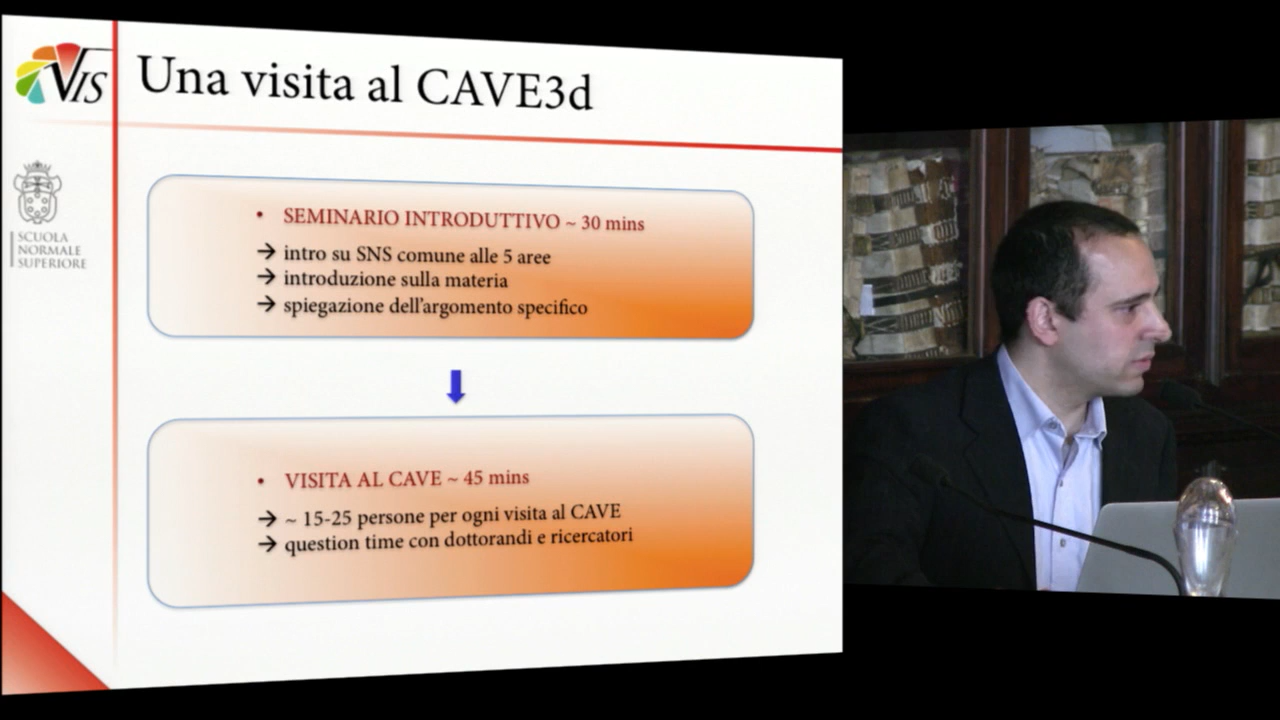 VIS
Una visita al CAVE3d
SCUOLA
NORMALE
SUPERIORE
• SEMINARIO INTRODUTTIVO ~ 30 mins
→ intro su SNS comune alle 5 aree
→ introduzione sulla materia
→ spiegazione dell'argomento specifico
• VISITA AL CAVE ~ 45 mins
→ ~ 15-25 persone per ogni visita al CAVE
→ question time con dottorandi e ricercatori